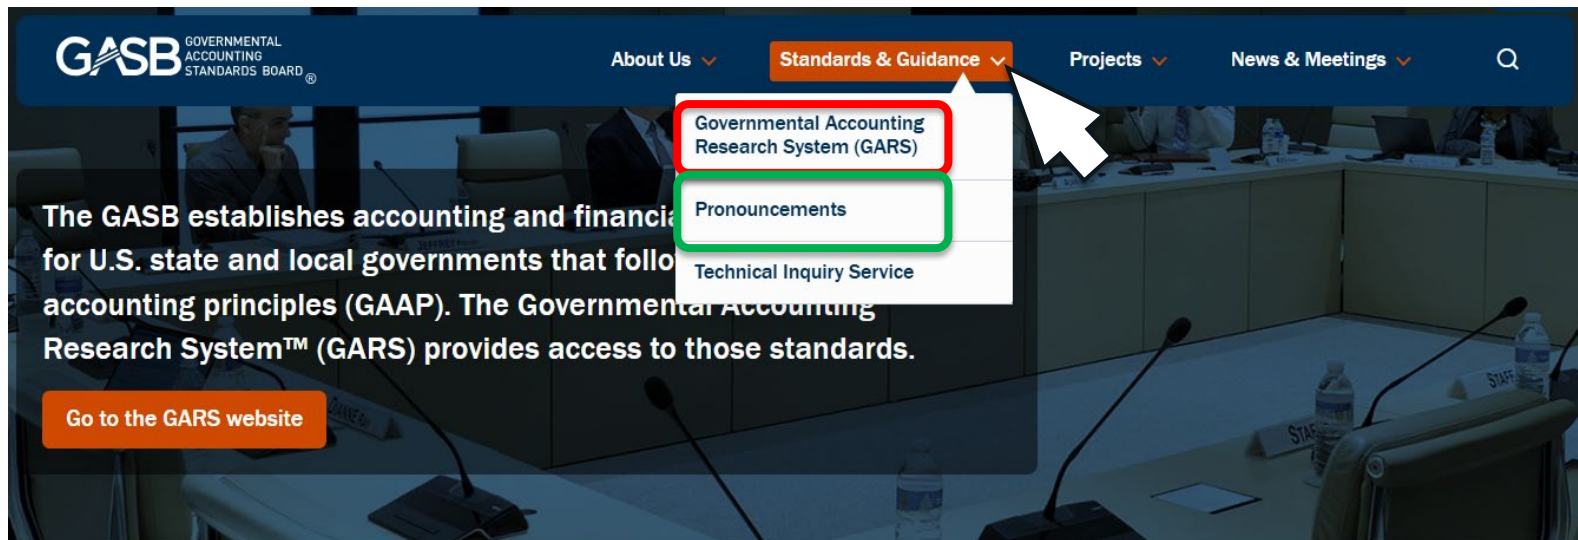 GASB GOVERNMENTAL
ACCOUNTING
STANDARDS BOARD ®
About Us
Standards & Guidance
Projects
News & Meetings
Governmental Accounting
Research System (GARS)
Pronouncements
Technical Inquiry Service
The GASB establishes accounting and financia
for U.S. state and local governments that follo
accounting principles (GAAP). The Governmental Accounting
Research System™ (GARS) provides access to those standards.
Go to the GARS website
STAFF